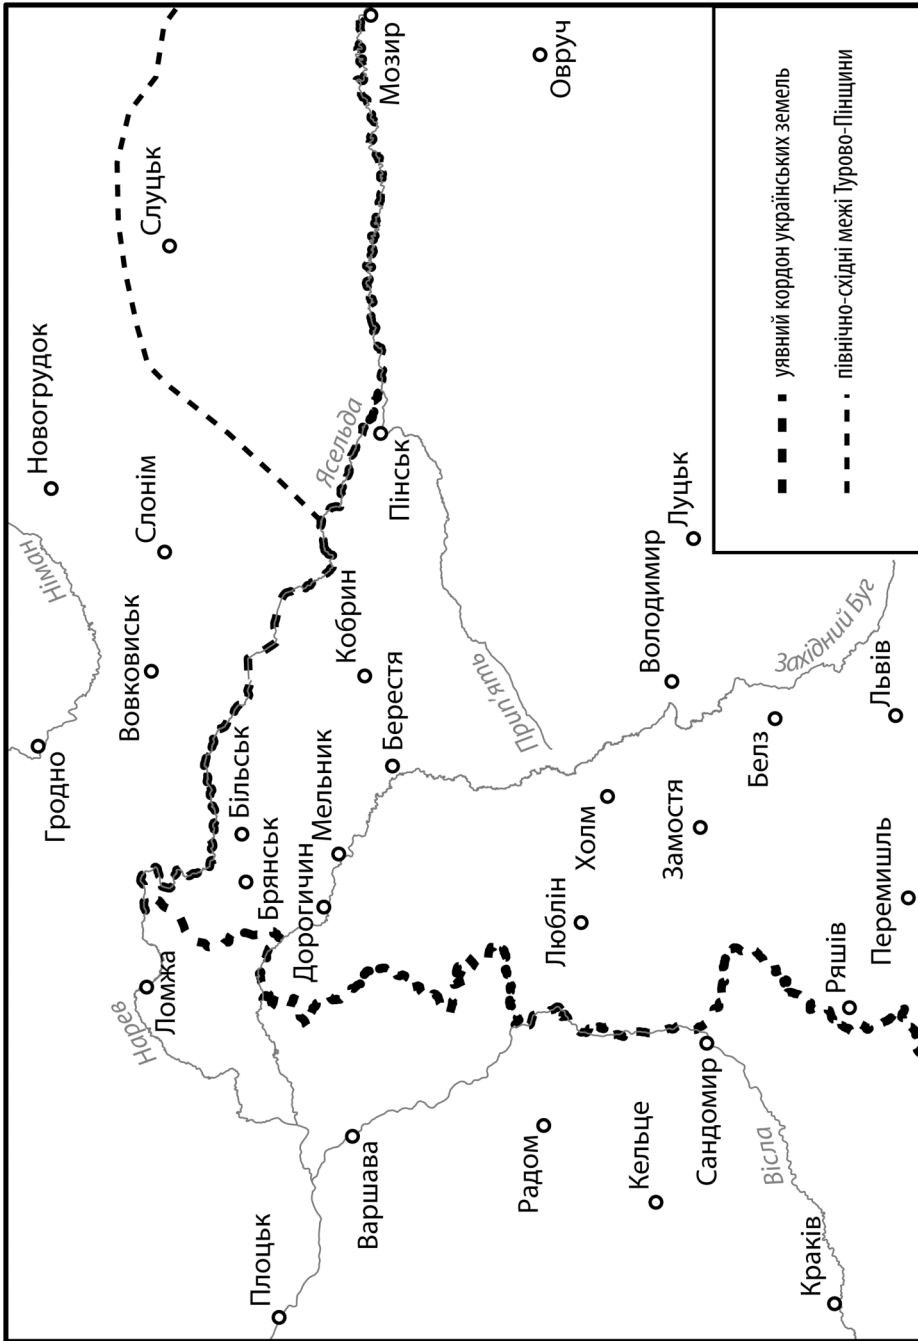 Плоцьк
Варшава
Радом
Кельце
Сандомир
Вісла
Краків
Нарев
Ломжа
Дорогичин
Люблін
Ряшів
Перемишль
Брянськ
Більськ
Мельник
Берестя
Холм
Замостя
Белз
Львів
Гродно
Вовковиськ
Кобрин
Прип'ять
Володимир
Західний Буг
Німан
Новогрудок
Слонім
Ясельда
Пінськ
Луцьк
Слуцьк
Мозир
Овруч
уявний кордон українських земель
північно-східні межі Турово-Пінщини